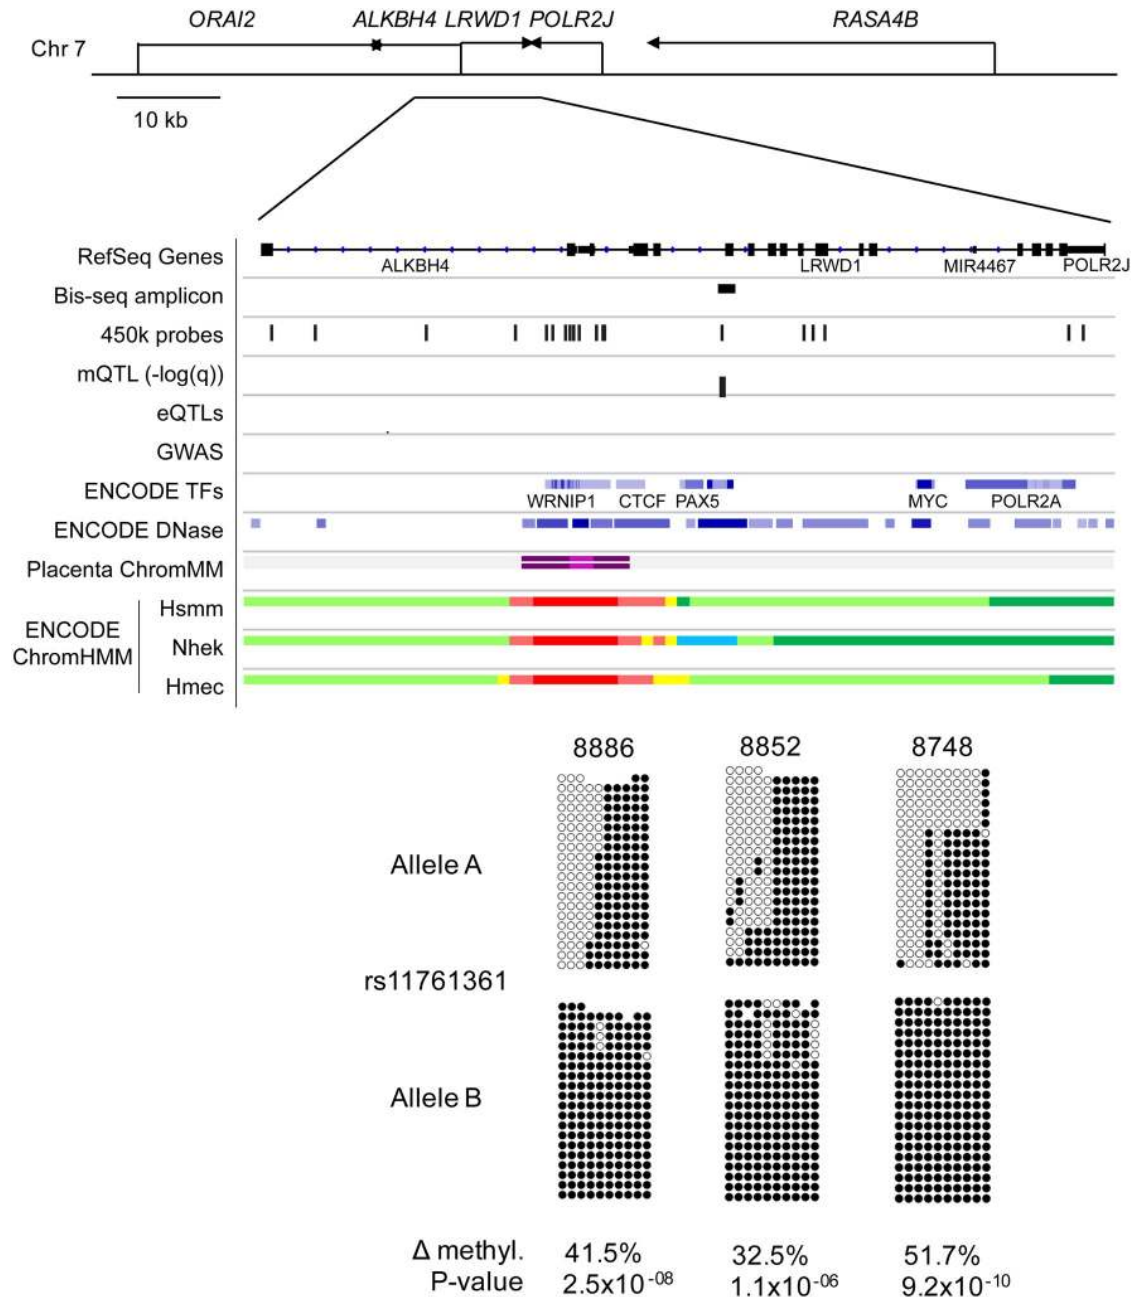 ORAI2 ALKBH4 LRWD1 POLR2J RASA4B
Chr 7
10 kb
RefSeq Genes
ALKBH4 LRWD1 MIR4467 POLR2J
Bis-seq amplicon
450k probes
mQTL (-log(q))
eQTLs
GWAS
ENCODE TFs
WRNIP1 CTCF PAX5 MYC POLR2A
ENCODE DNase
Placenta ChromMM
Hsmm
ENCODE
ChromHMM
Nhek
Hmec
8886 8852 8748
Allele A
rs11761361
Allele B
Δ methyl. 41.5% 32.5% 51.7%
P-value 2.5x10⁻⁰⁸ 1.1x10⁻⁰⁶ 9.2x10⁻¹⁰